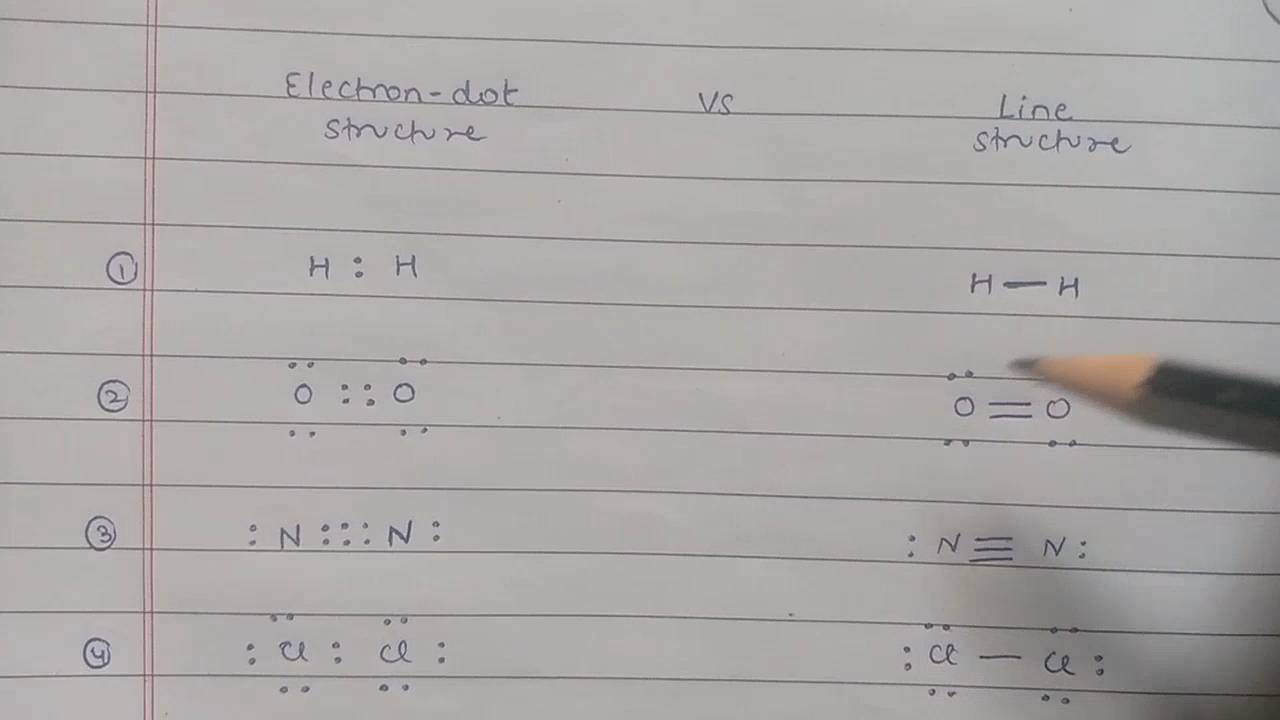 Electron-dot vs Line
structure structure
① H : H H — H
② O :: O O = O
③ : N ::: N : : N ≡ N :
④ : Cl : Cl : : Cl — Cl :